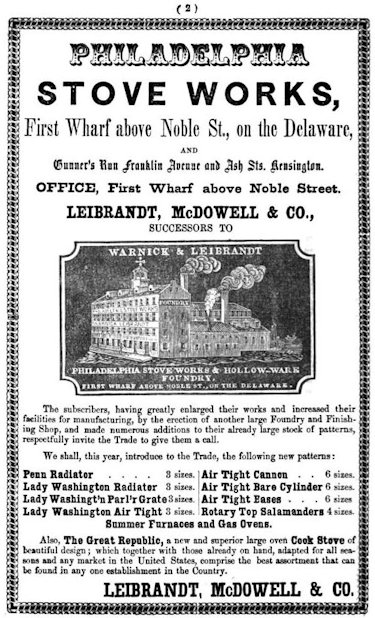 ( 2 )
PHILADELPHIA
STOVE WORKS,
First Wharf above Noble St., on the Delaware,
AND
Gunner's Run Franklin Avenue and Ash Sts. Kensington.
OFFICE, First Wharf above Noble Street.
LEIBRANDT, McDOWELL & CO.,
SUCCESSORS TO
WARNICK & LEIBRANDT
FOUNDRY
PHILADELPHIA STOVE WORKS & HOLLOW-WARE
FOUNDRY,
FIRST WHARF ABOVE NOBLE ST., ON THE DELAWARE.
The subscribers, having greatly enlarged their works and increased their
facilities for manufacturing, by the erection of another large Foundry and Finish-
ing Shop, and made numerous additions to their already large stock of patterns,
respectfully invite the Trade to give them a call.
We shall, this year, introduce to the Trade, the following new patterns:
Penn Radiator . . . . 3 sizes. Air Tight Cannon . . 6 sizes.
Lady Washington Radiator 3 sizes. Air Tight Bare Cylinder 6 sizes.
Lady Washingt'n Parl'r Grate 3 sizes. Air Tight Eases . . 6 sizes.
Lady Washington Air Tight 3 sizes. Rotary Top Salamanders 4 sizes.
Summer Furnaces and Gas Ovens.
Also, The Great Republic, a new and superior large oven Cook Stove of
beautiful design; which together with those already on hand, adapted for all sea-
sons and any market in the United States, comprise the best assortment that can
be found in any one establishment in the Country.
LEIBRANDT, McDOWELL & CO.